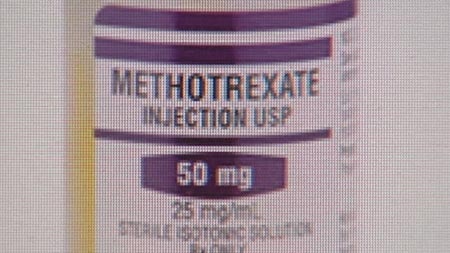 METHOTREXATE
INJECTION USP
50 mg
25 mg/mL
STERILE ISOTONIC SOLUTION
Rx ONLY